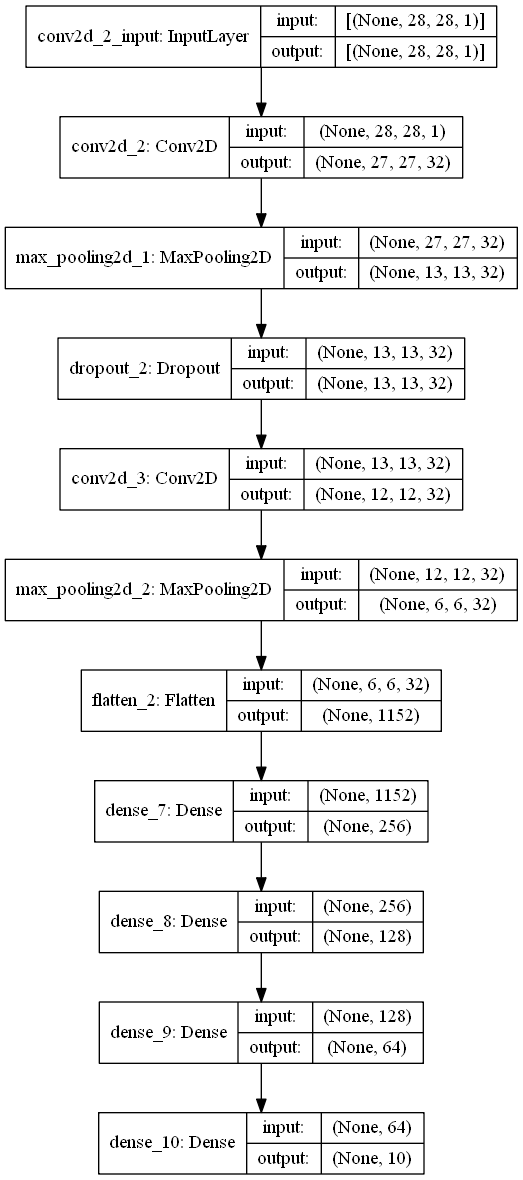 conv2d_2_input: InputLayer
input: [(None, 28, 28, 1)]
output: [(None, 28, 28, 1)]
conv2d_2: Conv2D
input: (None, 28, 28, 1)
output: (None, 27, 27, 32)
max_pooling2d_1: MaxPooling2D
input: (None, 27, 27, 32)
output: (None, 13, 13, 32)
dropout_2: Dropout
input: (None, 13, 13, 32)
output: (None, 13, 13, 32)
conv2d_3: Conv2D
input: (None, 13, 13, 32)
output: (None, 12, 12, 32)
max_pooling2d_2: MaxPooling2D
input: (None, 12, 12, 32)
output: (None, 6, 6, 32)
flatten_2: Flatten
input: (None, 6, 6, 32)
output: (None, 1152)
dense_7: Dense
input: (None, 1152)
output: (None, 256)
dense_8: Dense
input: (None, 256)
output: (None, 128)
dense_9: Dense
input: (None, 128)
output: (None, 64)
dense_10: Dense
input: (None, 64)
output: (None, 10)